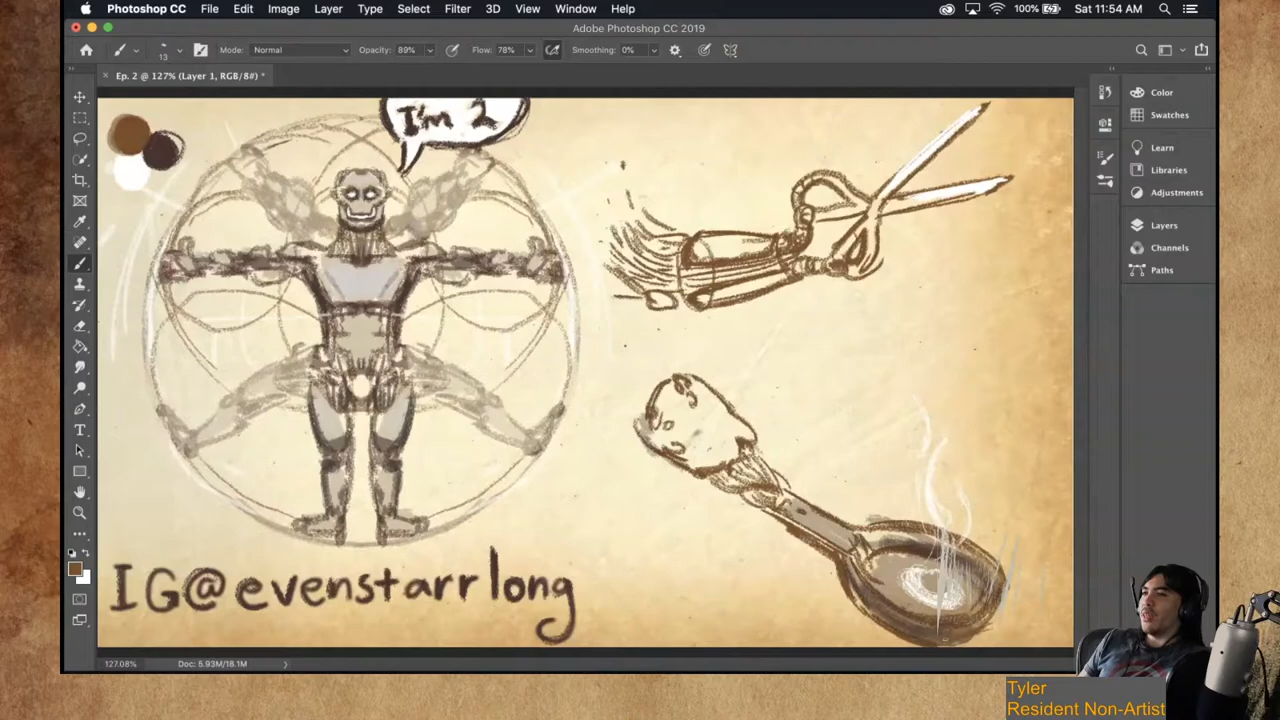 Photoshop CC File Edit Image Layer Type Select Filter 3D View Window Help 100% Sat 11:54 AM
Adobe Photoshop CC 2019
13 Mode: Normal Opacity: 89% Flow: 78% Smoothing: 0%
× Ep. 2 @ 127% (Layer 1, RGB/8#) *
I'm 2
Color
Swatches
Learn
Libraries
Adjustments
Layers
Channels
Paths
IG@evenstarrlong
127.08% Doc: 5.93M/18.1M
Tyler
Resident Non-Artist